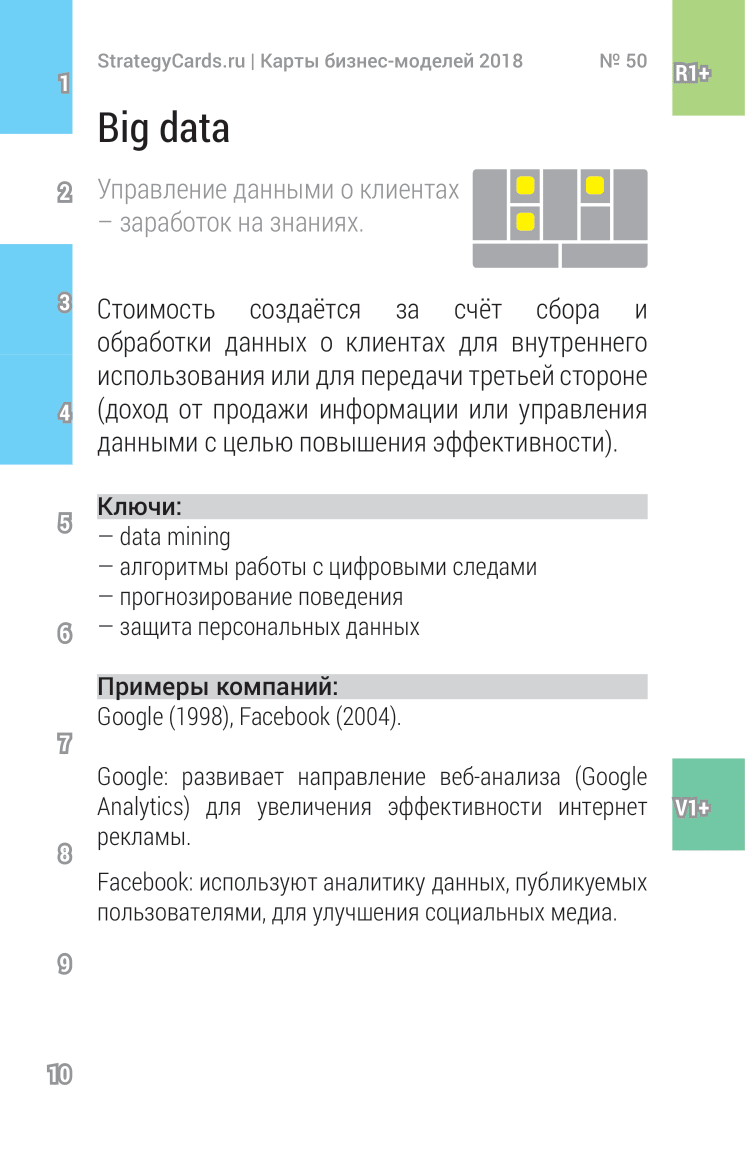 StrategyCards.ru | Карты бизнес-моделей 2018 № 50
R1+
1
Big data
2
Управление данными о клиентах
– заработок на знаниях.
3
Стоимость создаётся за счёт сбора и
обработки данных о клиентах для внутреннего
использования или для передачи третьей стороне
4
(доход от продажи информации или управления
данными с целью повышения эффективности).
Ключи:
5
— data mining
— алгоритмы работы с цифровыми следами
— прогнозирование поведения
6
— защита персональных данных
Примеры компаний:
Google (1998), Facebook (2004).
7
Google: развивает направление веб-анализа (Google
Analytics) для увеличения эффективности интернет
V1+
рекламы.
8
Facebook: используют аналитику данных, публикуемых
пользователями, для улучшения социальных медиа.
9
10